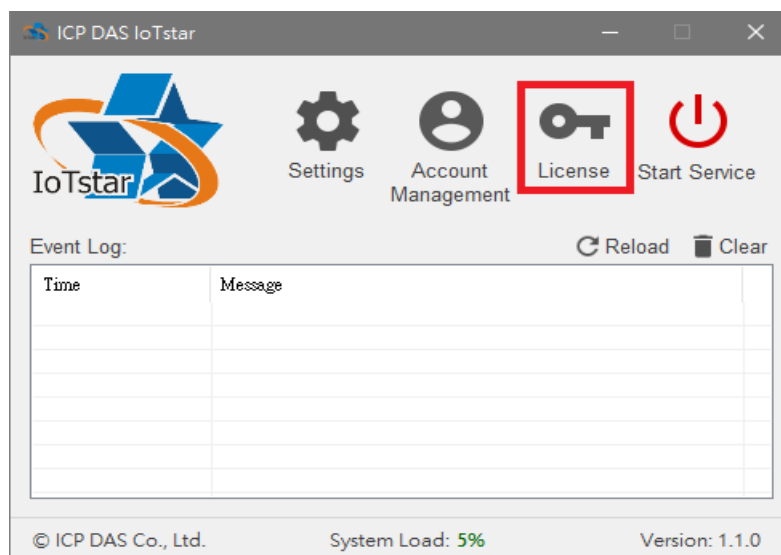 ICP DAS IoTstar
IoTstar
Settings
Account
Management
License
Start Service
Event Log:
Reload
Clear
Time
Message
© ICP DAS Co., Ltd.
System Load: 5%
Version: 1.1.0